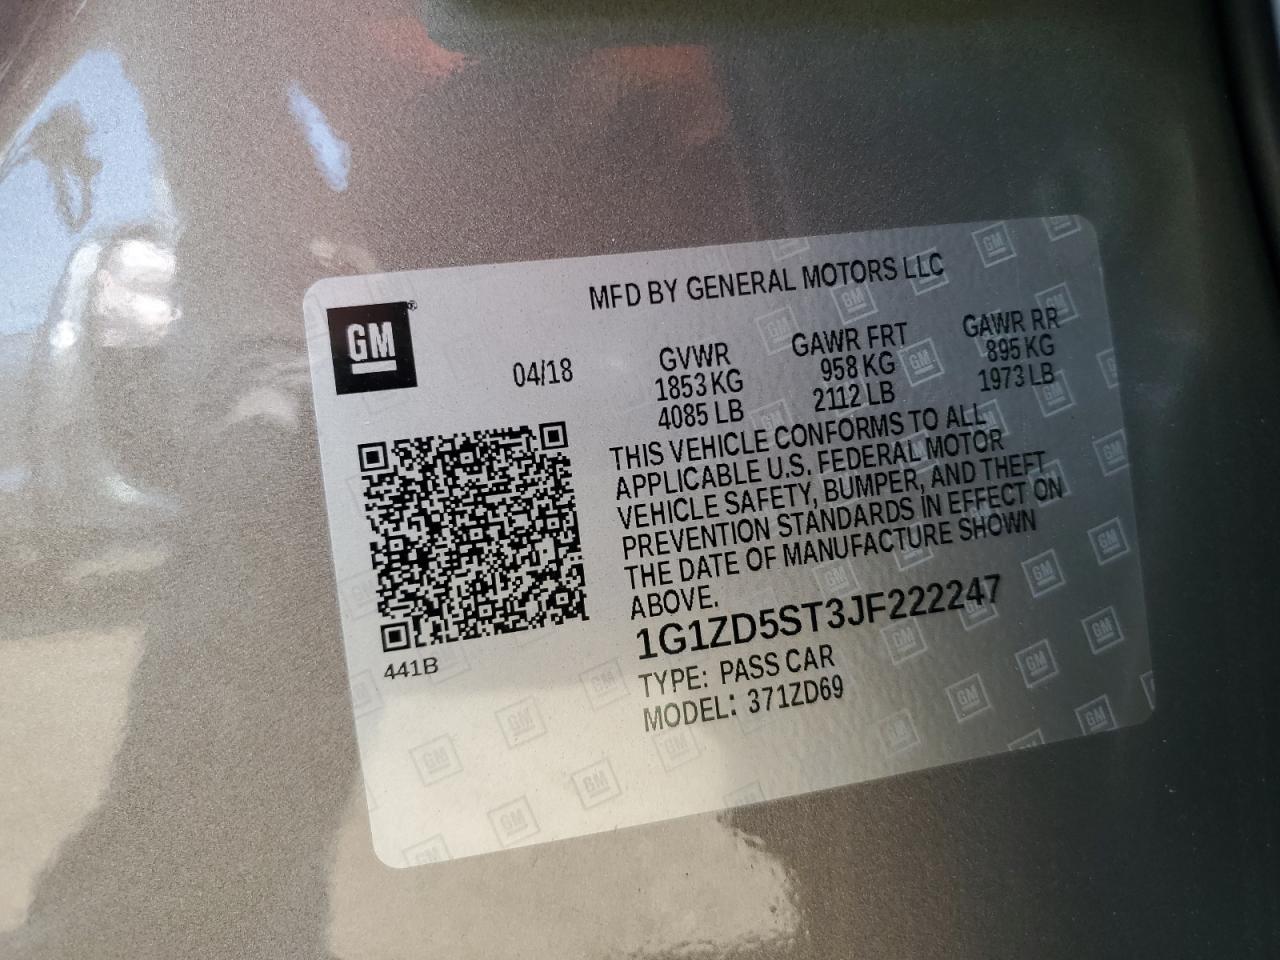 GM®
MFD BY GENERAL MOTORS LLC
04/18
GVWR
1853 KG
4085 LB
GAWR FRT
958 KG
2112 LB
GAWR RR
895 KG
1973 LB
THIS VEHICLE CONFORMS TO ALL
APPLICABLE U.S. FEDERAL MOTOR
VEHICLE SAFETY, BUMPER, AND THEFT
PREVENTION STANDARDS IN EFFECT ON
THE DATE OF MANUFACTURE SHOWN
ABOVE.
1G1ZD5ST3JF222247
TYPE: PASS CAR
MODEL: 371ZD69
441B